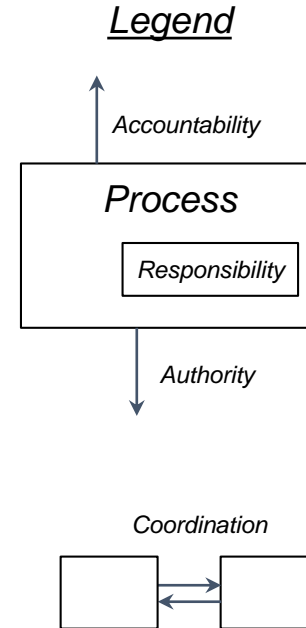 Legend
Accountability
Process
Responsibility
Authority
Coordination